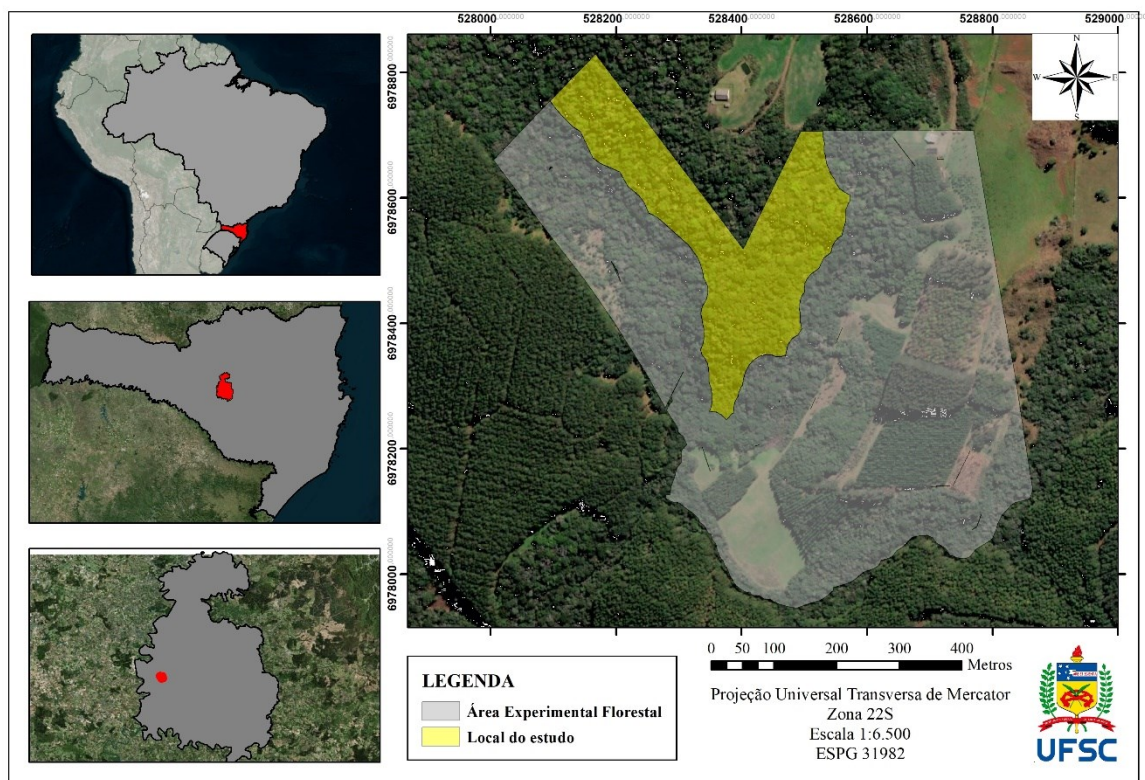 528000,000000 528200,000000 528400,000000 528600,000000 528800,000000 529000,000000
N
W E
S
6978800,000000
6978600,000000
6978400,000000
6978200,000000
6978000,000000
LEGENDA
Área Experimental Florestal
Local do estudo
0 50 100 200 300 400
Metros
Projeção Universal Transversa de Mercator
Zona 22S
Escala 1:6.500
ESPG 31982
UFSC